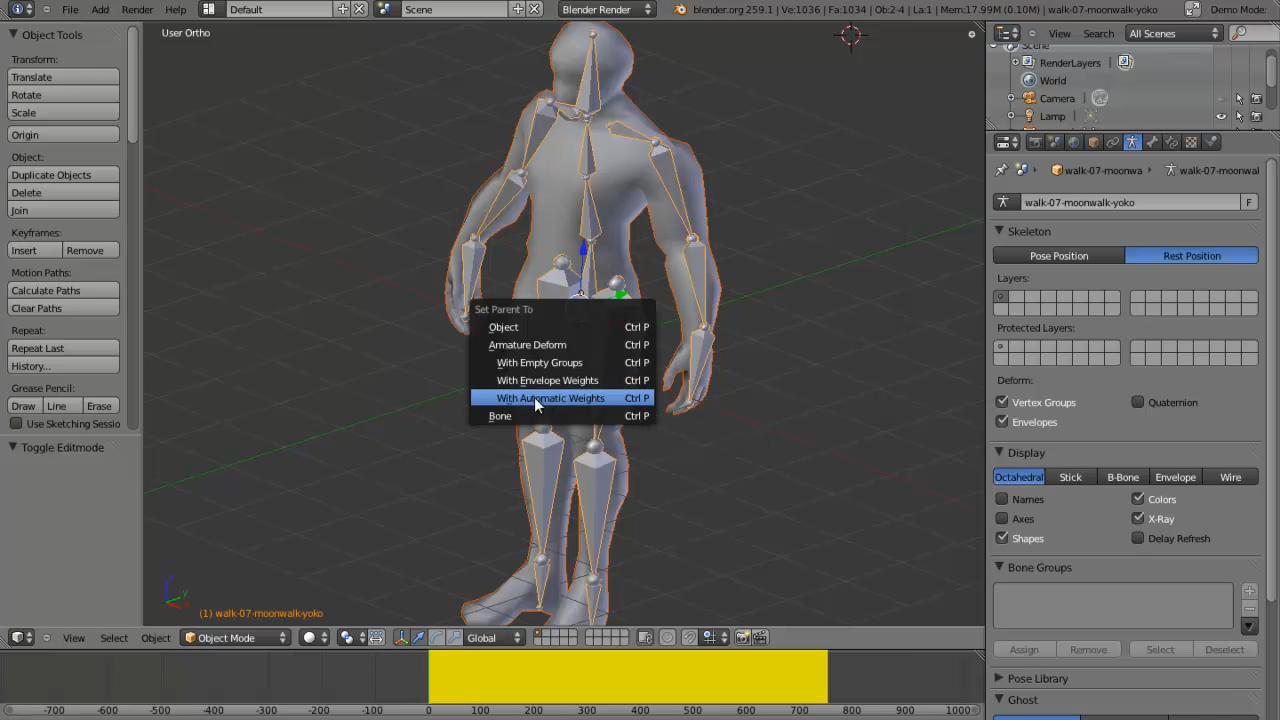 File Add Render Help Default Scene Blender Render blender.org 259.1 Ve:1036 | Fa:1034 | Ob:2-4 | La:1 | Mem:17.99M (0.10M) | walk-07-moonwalk-yoko Demo Mode:
Object Tools
Transform:
Translate
Rotate
Scale
Origin
Object:
Duplicate Objects
Delete
Join
Keyframes:
Insert Remove
Motion Paths:
Calculate Paths
Clear Paths
Repeat:
Repeat Last
History...
Grease Pencil:
Draw Line Erase
Use Sketching Sessio
Toggle Editmode
User Ortho
Set Parent To
Object Ctrl P
Armature Deform Ctrl P
With Empty Groups Ctrl P
With Envelope Weights Ctrl P
With Automatic Weights Ctrl P
Bone Ctrl P
z
y
x
(1) walk-07-moonwalk-yoko
View Select Object Object Mode Global
-700 -600 -500 -400 -300 -200 -100 0 100 200 300 400 500 600 700 800 900 1000
View Search All Scenes
Scene
RenderLayers
World
Camera
Lamp
walk-07-moonwa walk-07-moonwal
walk-07-moonwalk-yoko F
Skeleton
Pose Position Rest Position
Layers:
Protected Layers:
Deform:
Vertex Groups Quaternion
Envelopes
Display
Octahedral Stick B-Bone Envelope Wire
Names Colors
Axes X-Ray
Shapes Delay Refresh
Bone Groups
Assign Remove Select Deselect
Pose Library
Ghost